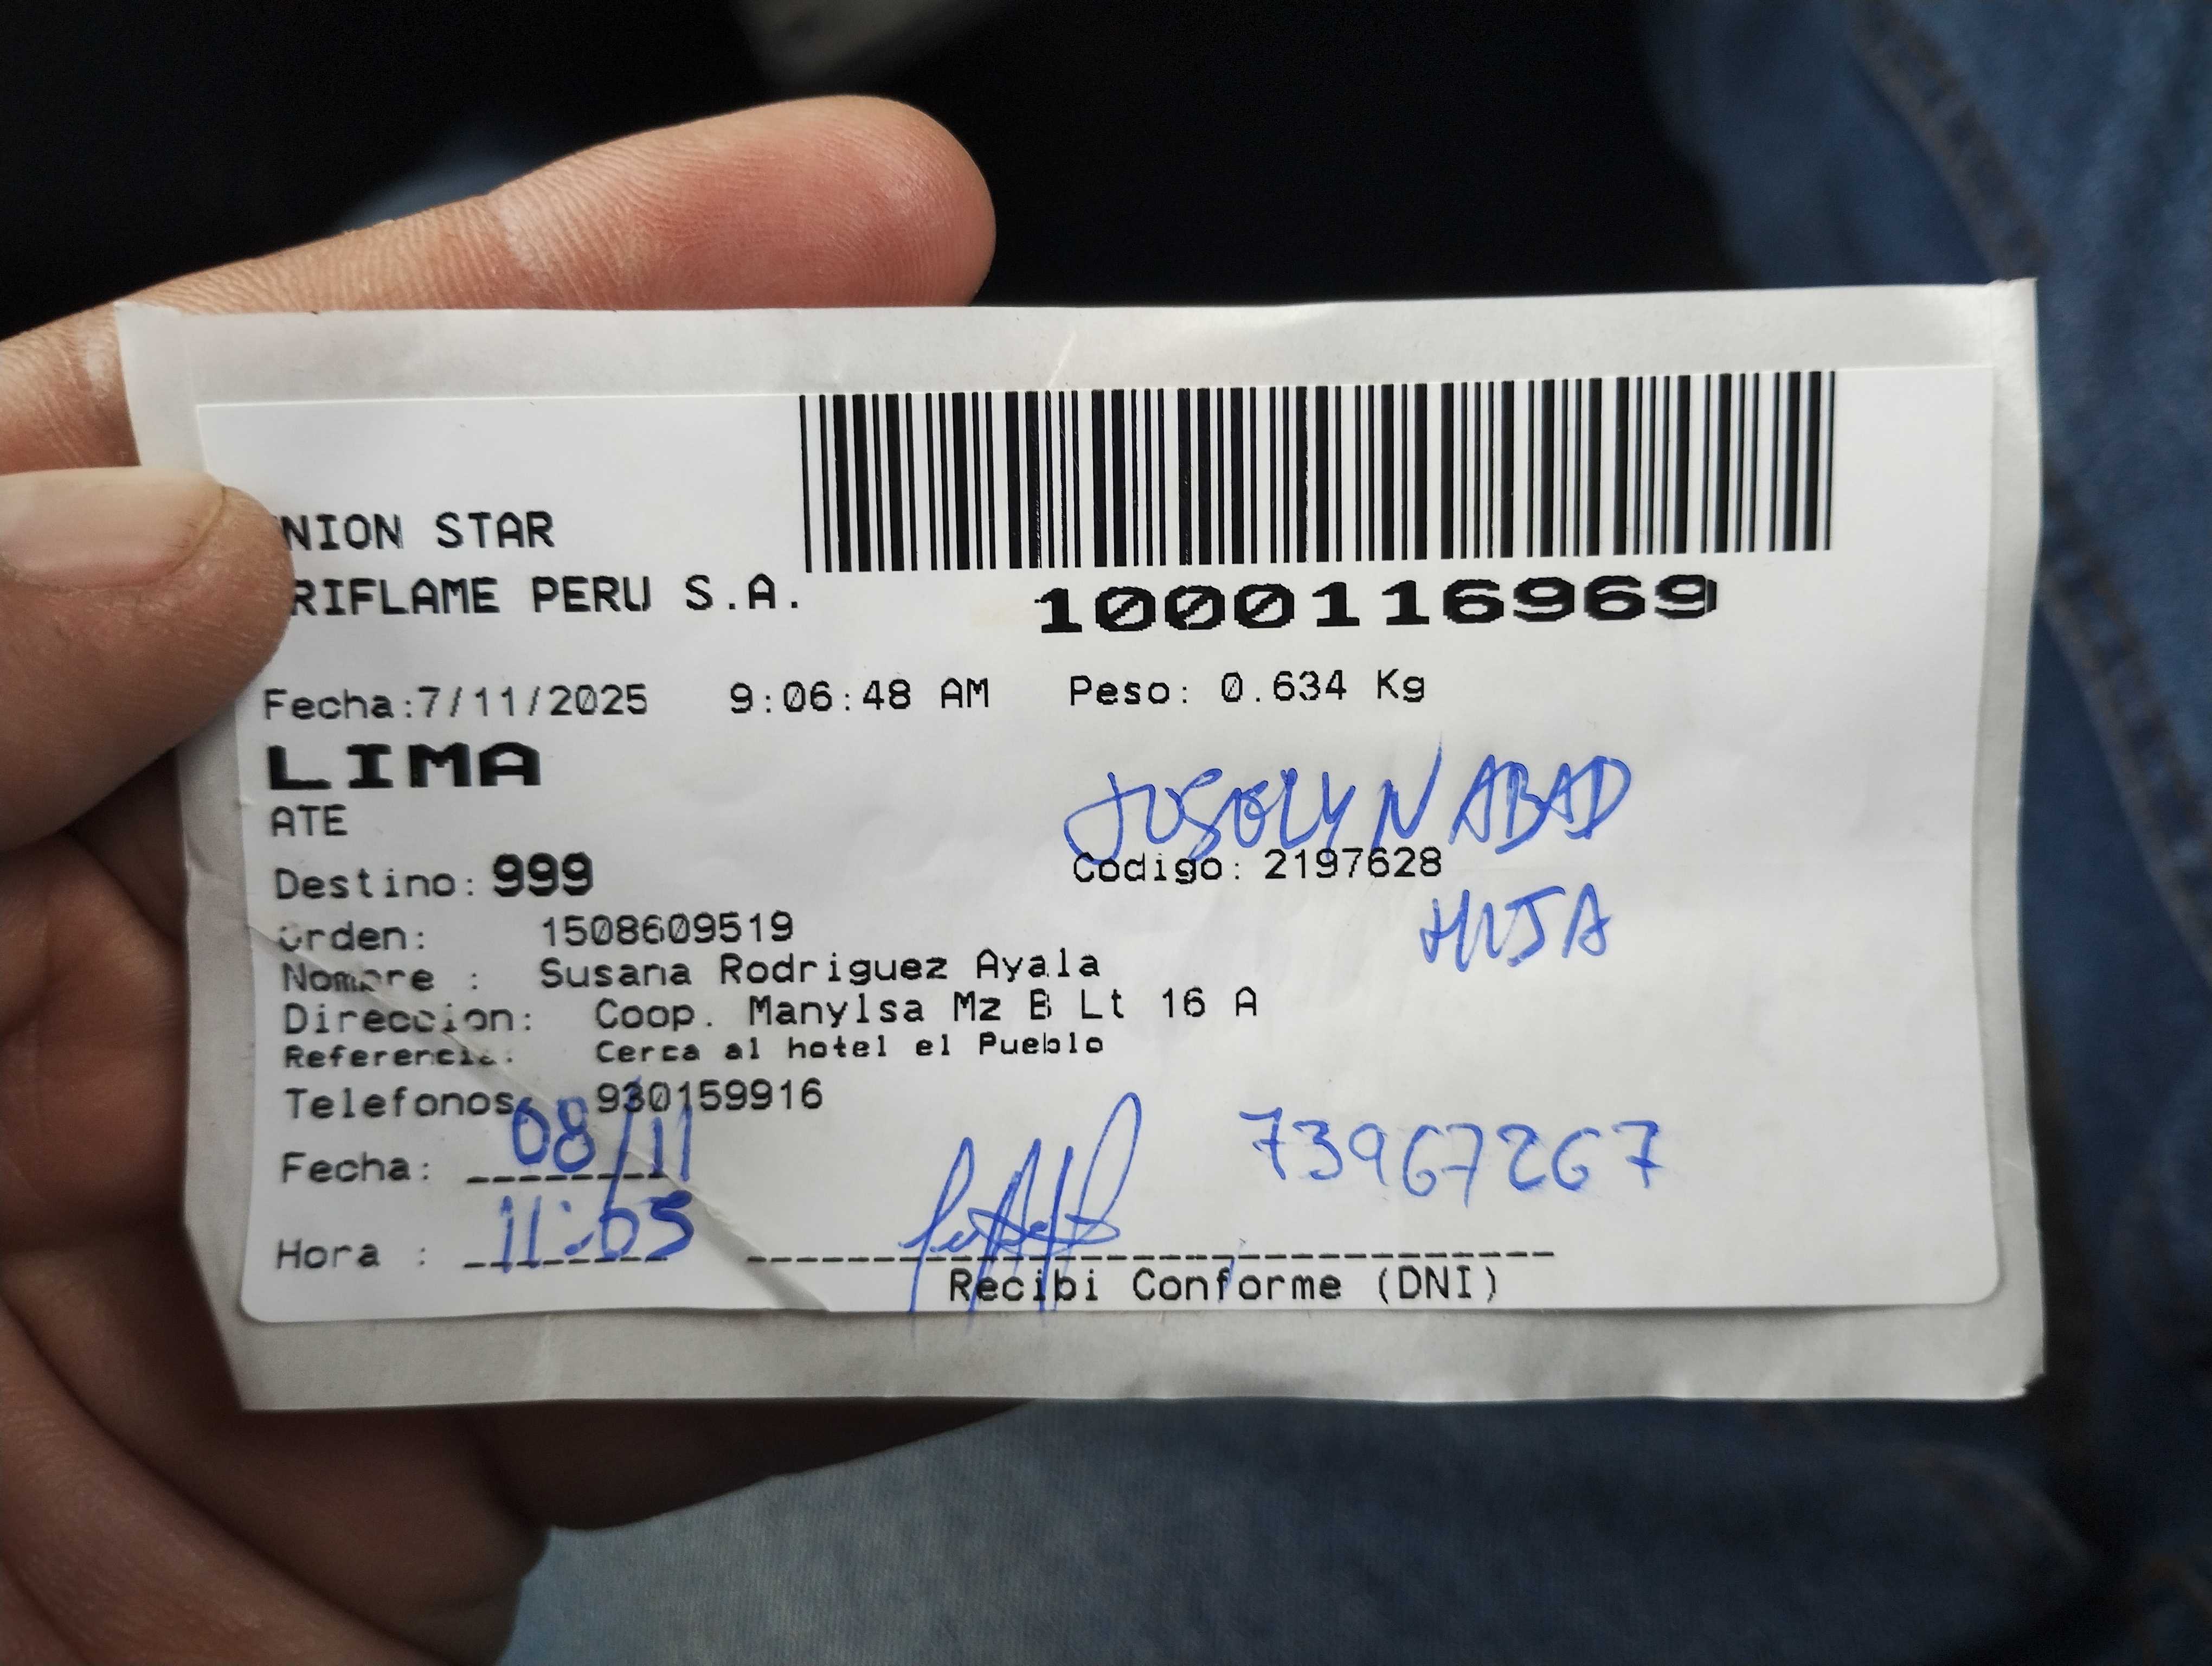 NION STAR
RIFLAME PERU S.A.
1000116969
Fecha:7/11/2025 9:06:48 AM Peso: 0.634 Kg
LIMA
ATE
JOSELYN ABAD
Destino: 999 Codigo: 2197628
HIJA
Orden: 1508609519
Nombre : Susana Rodriguez Ayala
Direccion: Coop. Manylsa Mz B Lt 16 A
Referencia: Cerca al hotel el Pueblo
Telefonos: 930159916
Fecha: 08/11 73967267
Hora : 11:05
Recibi Conforme (DNI)